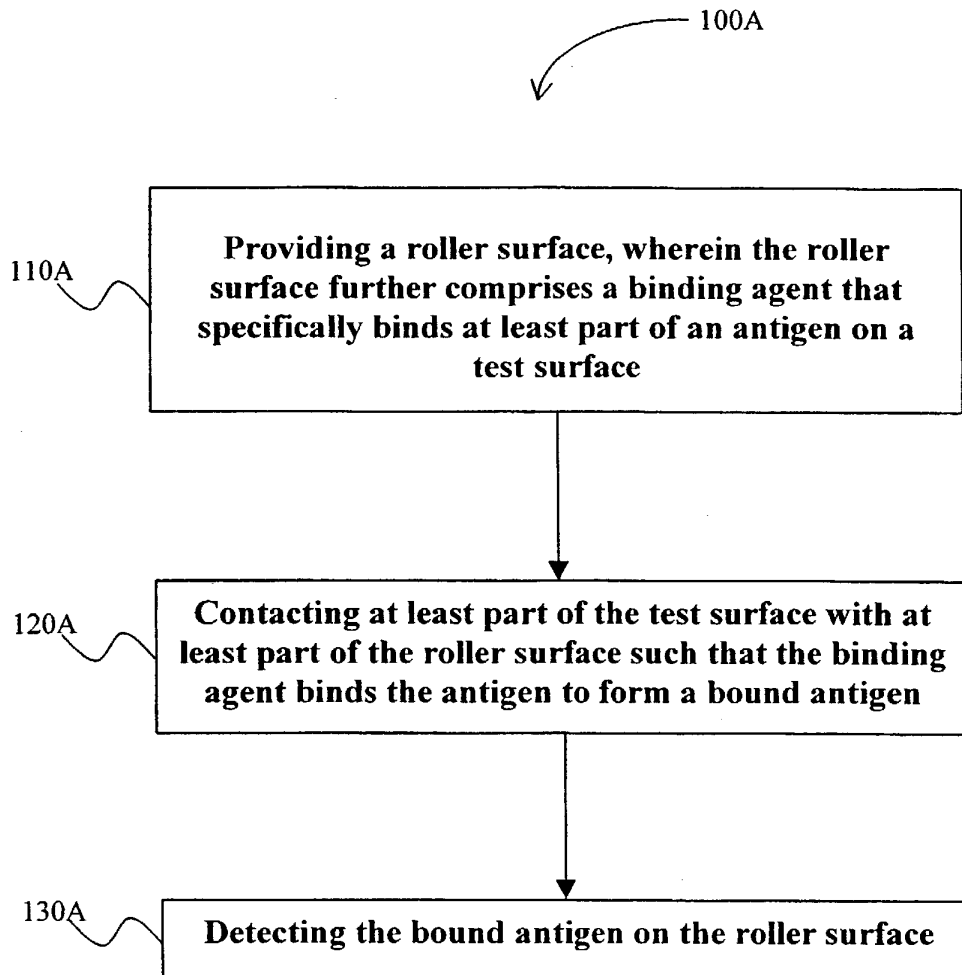 100A
110A
Providing a roller surface, wherein the roller
surface further comprises a binding agent that
specifically binds at least part of an antigen on a
test surface
120A
Contacting at least part of the test surface with at
least part of the roller surface such that the binding
agent binds the antigen to form a bound antigen
130A
Detecting the bound antigen on the roller surface